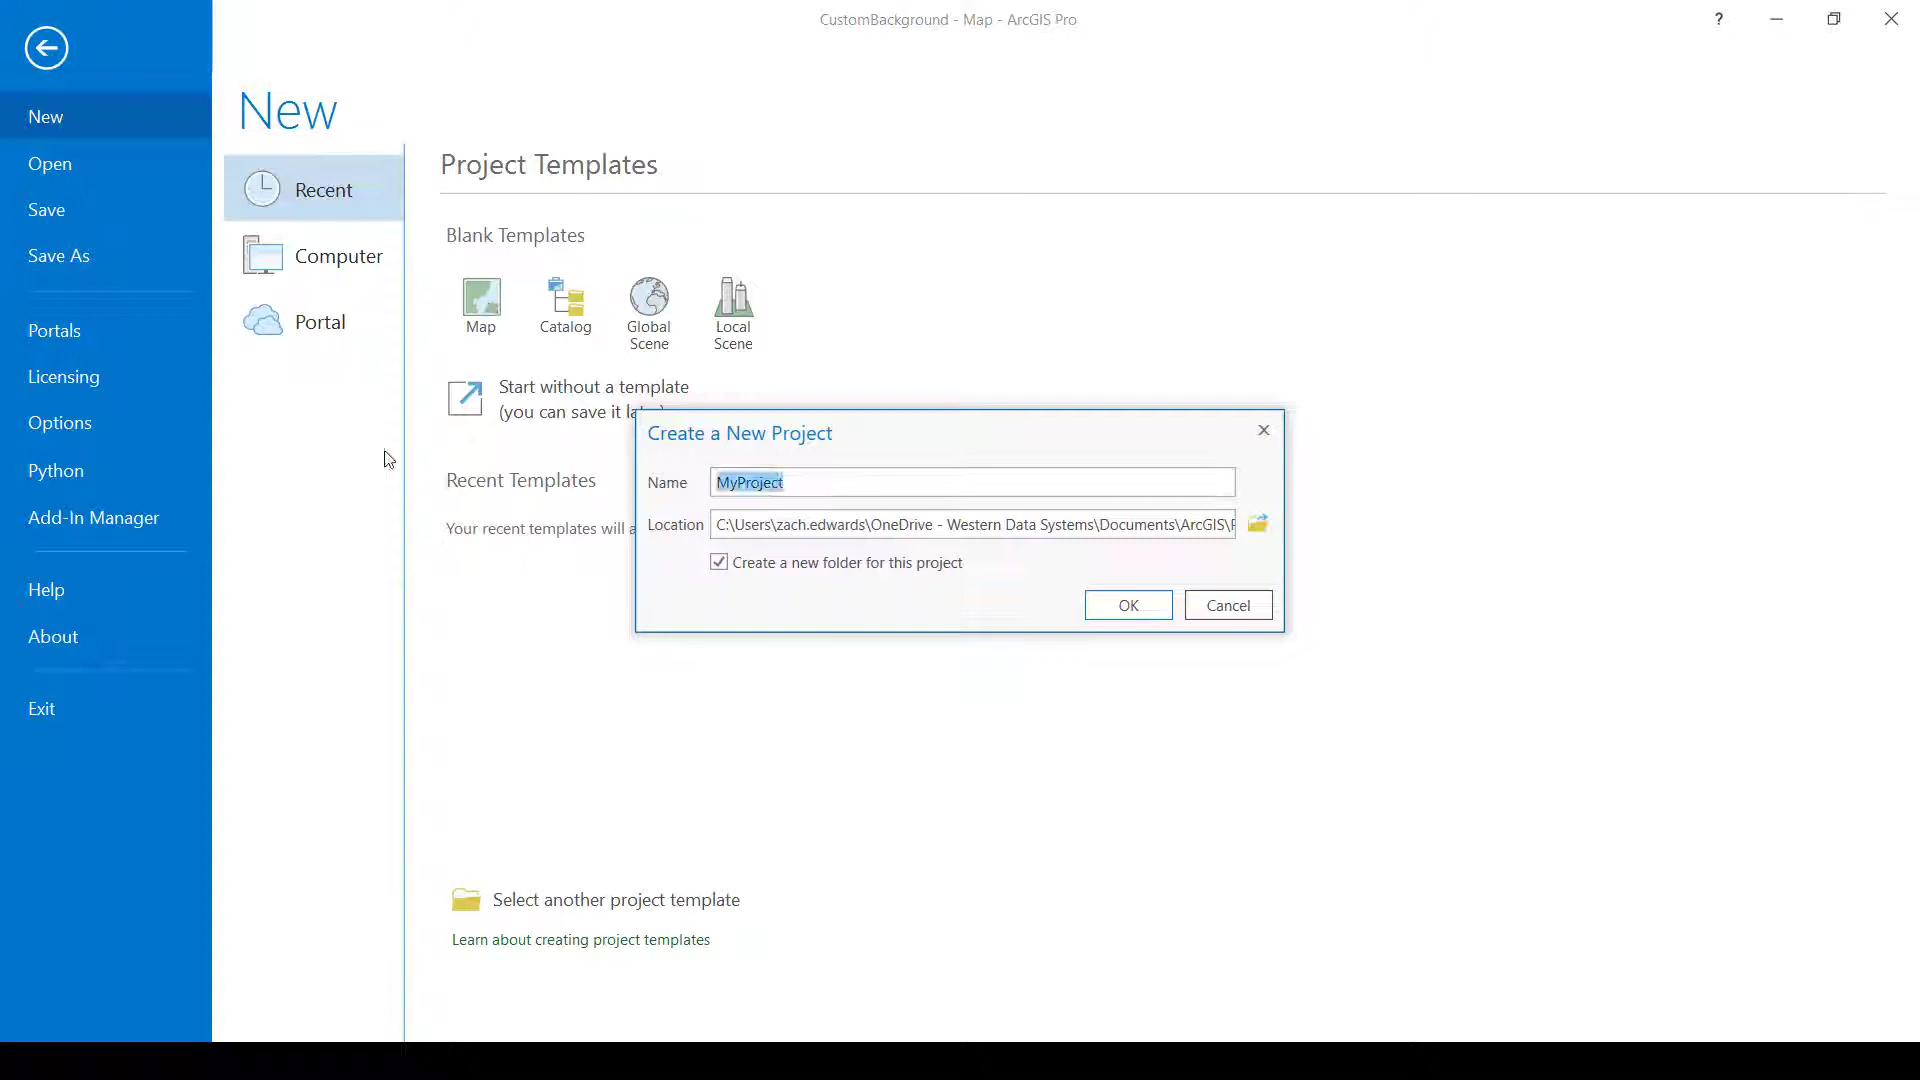 CustomBackground - Map - ArcGIS Pro
?
New
Open
Save
Save As
Portals
Licensing
Options
Python
Add-In Manager
Help
About
Exit
New
Recent
Computer
Portal
Project Templates
Blank Templates
Map
Catalog
Global
Scene
Local
Scene
Start without a template
(you can save it
Recent Templates
Your recent templates will
Create a New Project
Name
MyProject
Location
C:\Users\zach.edwards\OneDrive - Western Data Systems\Documents\ArcGIS\
Create a new folder for this project
OK
Cancel
Select another project template
Learn about creating project templates